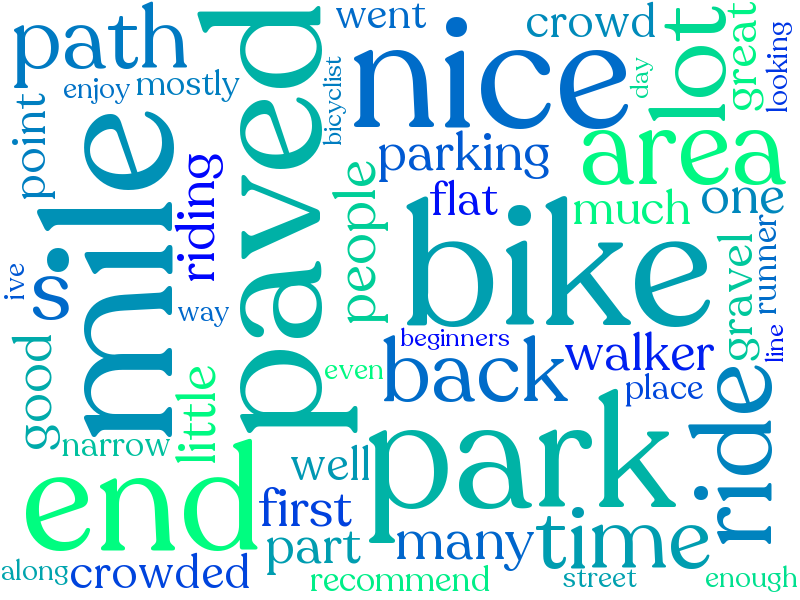 went
crowd
path
nice
lot
great
looking
enjoy
mostly
bicyclist
day
point
mile
paved
riding
people
parking
area
flat
much
one
s
ive
way
bike
gravel
runner
good
little
even
beginners
back
walker
line
place
narrow
end
well
park
ride
first
part
many
time
along
crowded
recommend
street
enough